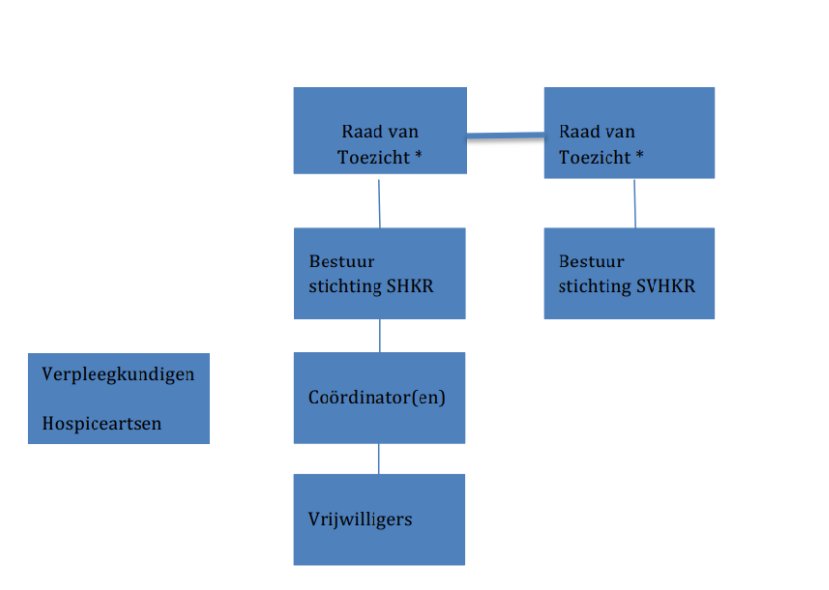 Raad van
Toezicht *
Raad van
Toezicht *
Bestuur
stichting SHKR
Bestuur
stichting SVHKR
Verpleegkundigen
Hospiceartsen
Coördinator(en)
Vrijwilligers